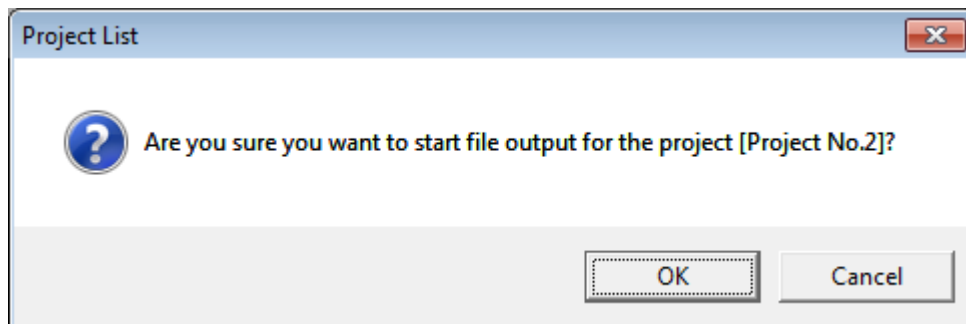 Project List
Are you sure you want to start file output for the project [Project No.2]?
OK
Cancel